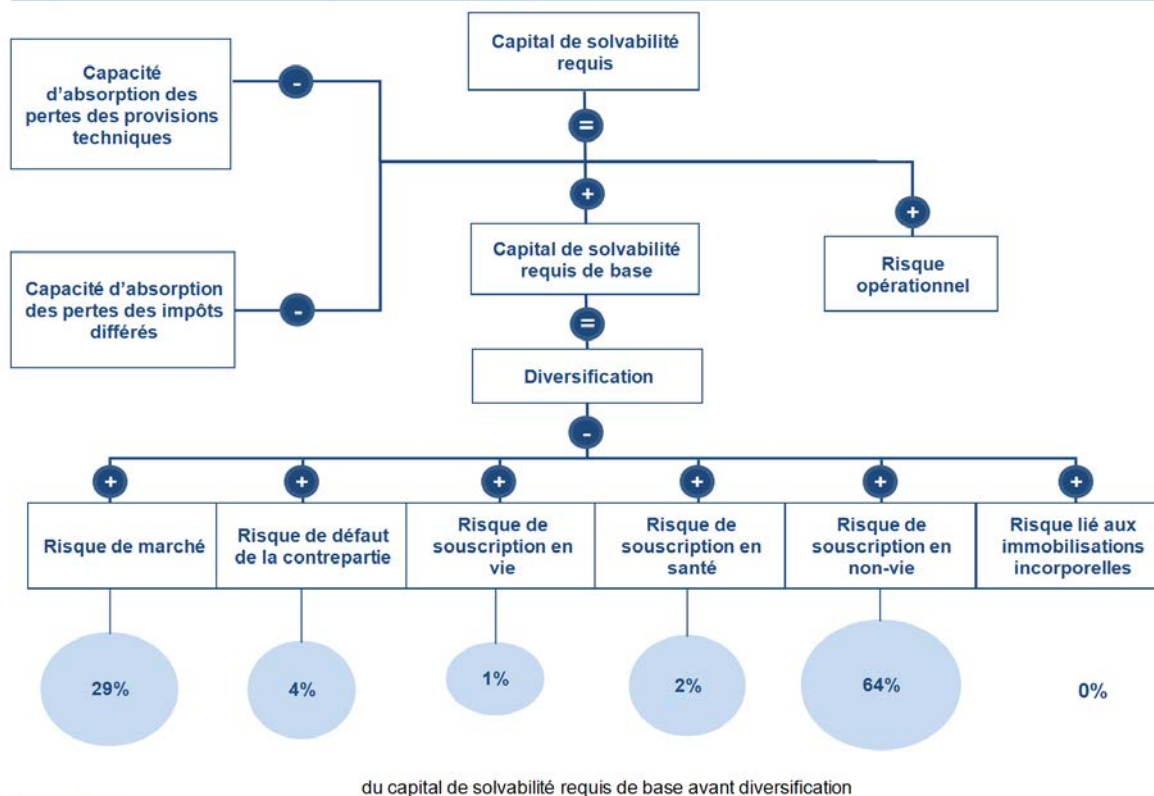 Capital de solvabilité
requis
Capacité
d'absorption des
pertes des provisions
techniques
-
=
+
+
Capital de solvabilité
requis de base
Risque
opérationnel
Capacité d'absorption
des pertes des impôts
différés
-
=
Diversification
-
+
+
+
+
+
+
Risque de marché
Risque de défaut
de la contrepartie
Risque de
souscription en
vie
Risque de
souscription en
santé
Risque de
souscription en
non-vie
Risque lié aux
immobilisations
incorporelles
29%
4%
1%
2%
64%
0%
du capital de solvabilité requis de base avant diversification